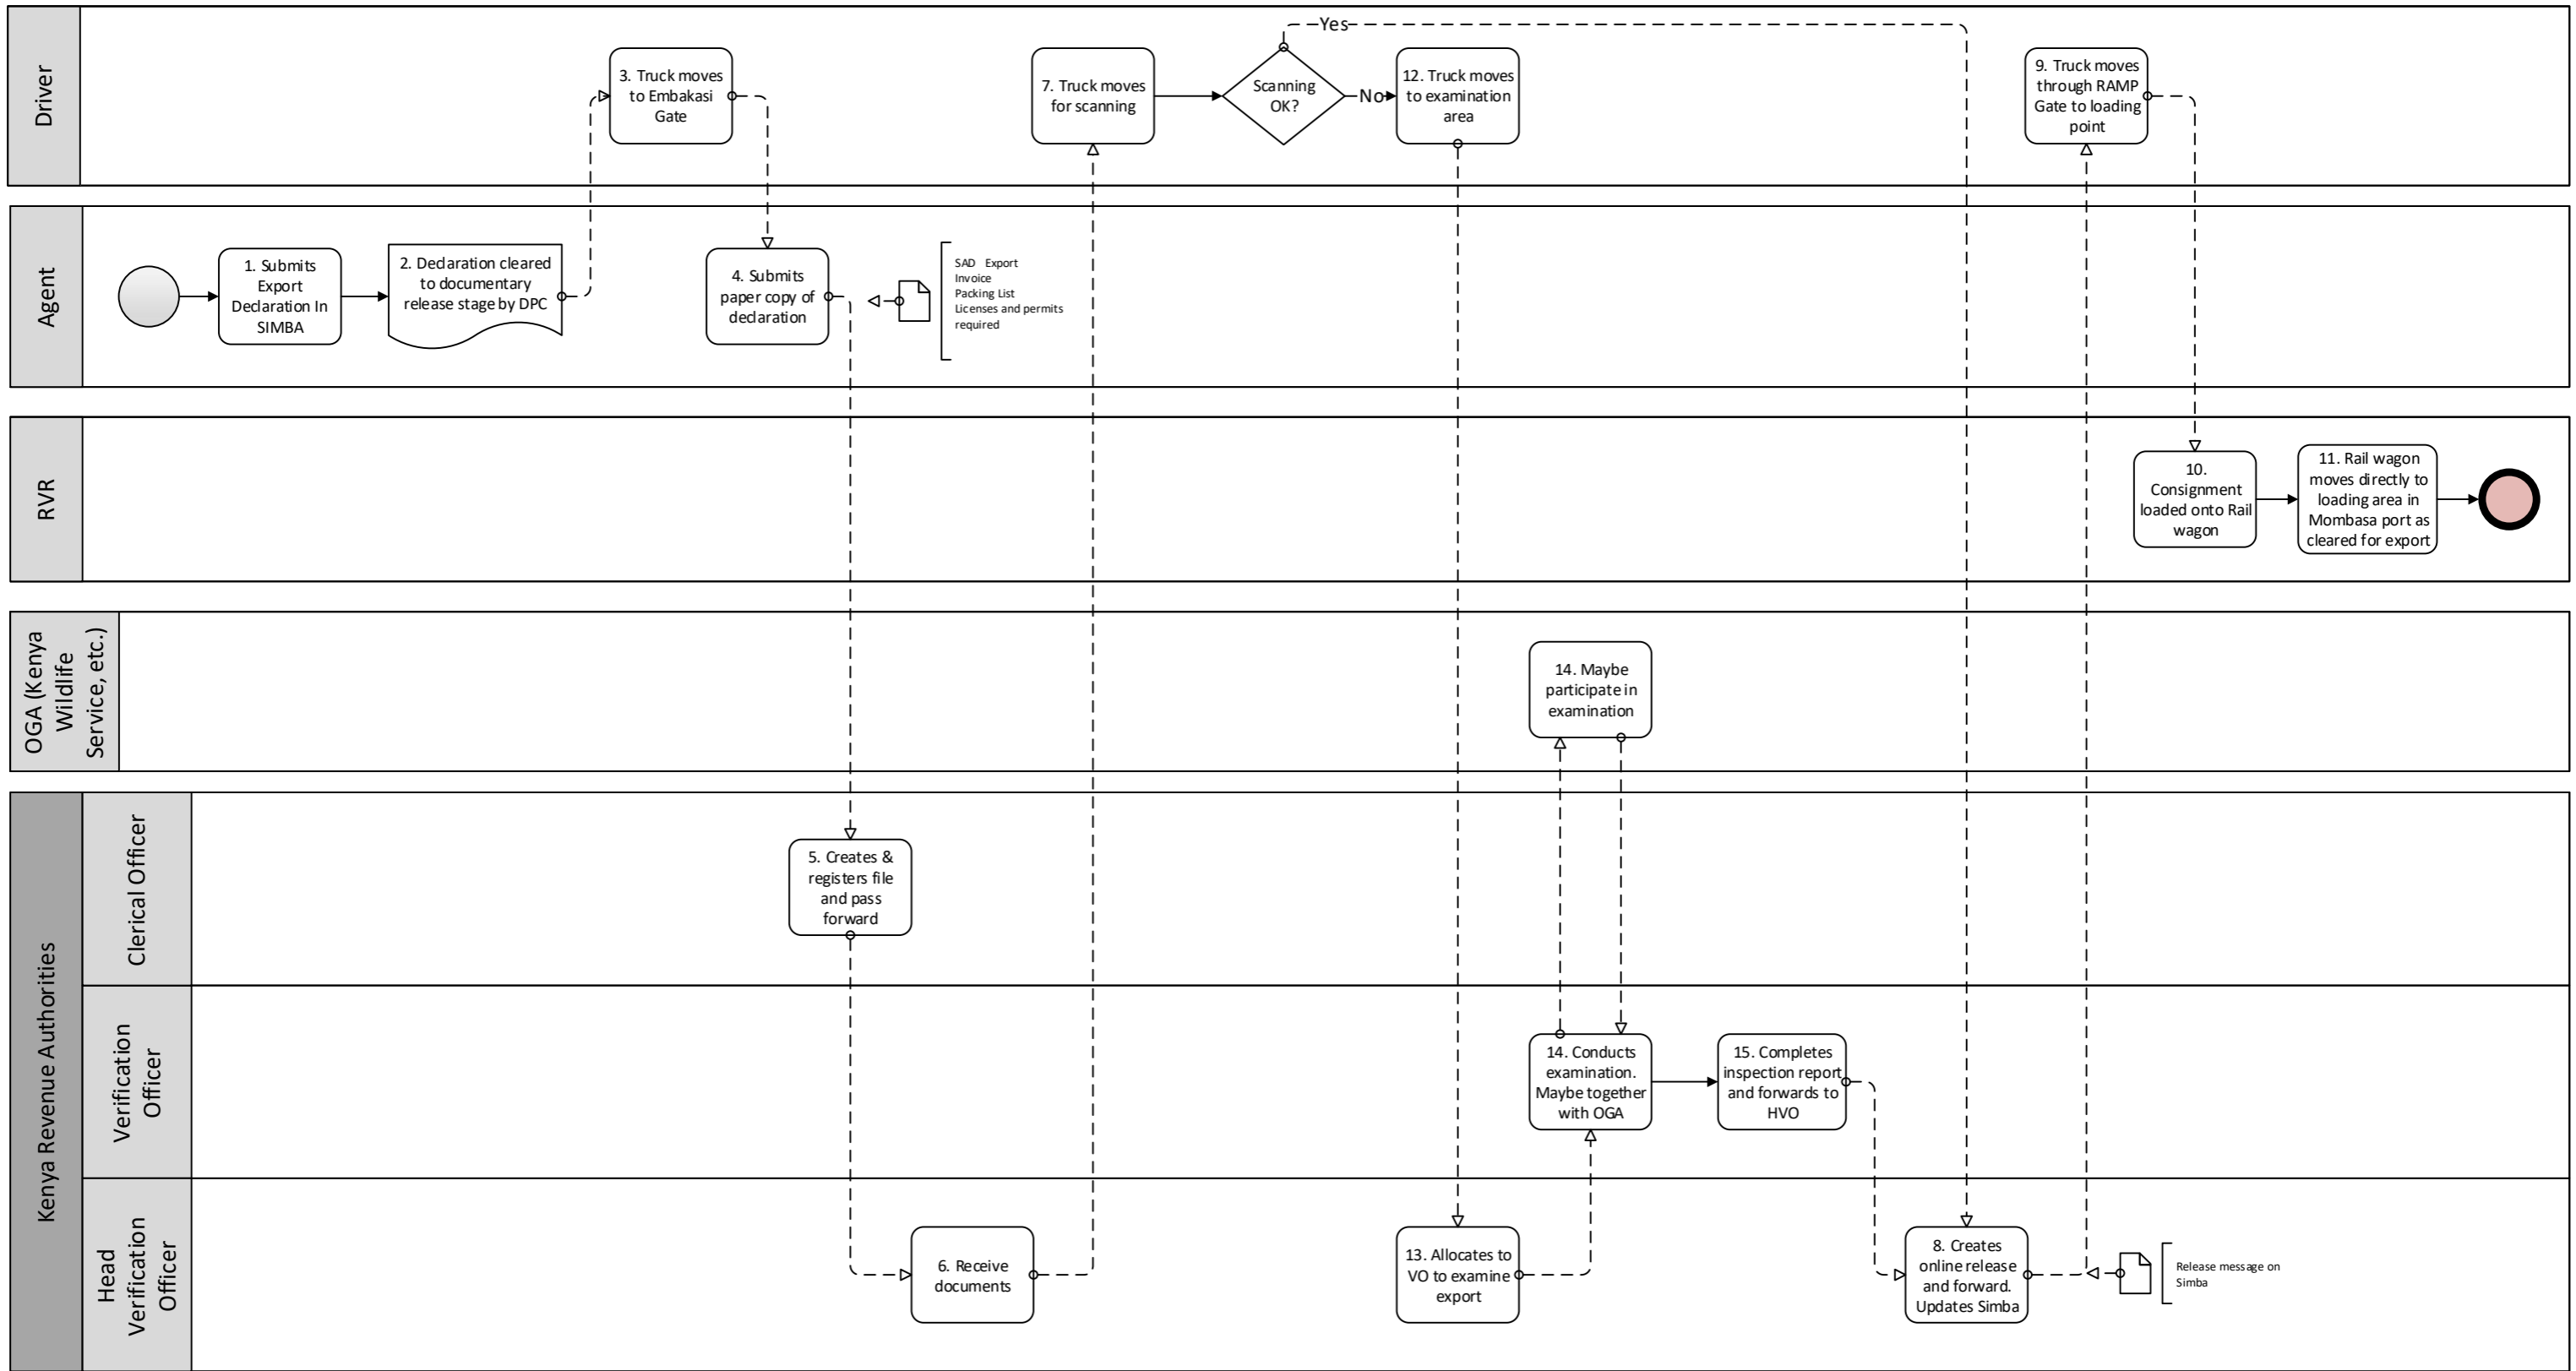 Driver
3. Truck moves
to Embakasi
Gate
7. Truck moves
for scanning
Scanning
OK?
Yes
No
12. Truck moves
to examination
area
9. Truck moves
through RAMP
Gate to loading
point
Agent
1. Submits
Export
Declaration In
SIMBA
2. Declaration cleared
to documentary
release stage by DPC
4. Submits
paper copy of
declaration
SAD Export
Invoice
Packing List
Licenses and permits
required
RVR
10.
Consignment
loaded onto Rail
wagon
11. Rail wagon
moves directly to
loading area in
Mombasa port as
cleared for export
OGA (Kenya
Wildlife
Service, etc.)
14. Maybe
participate in
examination
Kenya Revenue Authorities
Clerical Officer
5. Creates &
registers file
and pass
forward
Verification
Officer
14. Conducts
examination.
Maybe together
with OGA
15. Completes
inspection report
and forwards to
HVO
Head
Verification
Officer
6. Receive
documents
13. Allocates to
VO to examine
export
8. Creates
online release
and forward.
Updates Simba
Release message on
Simba